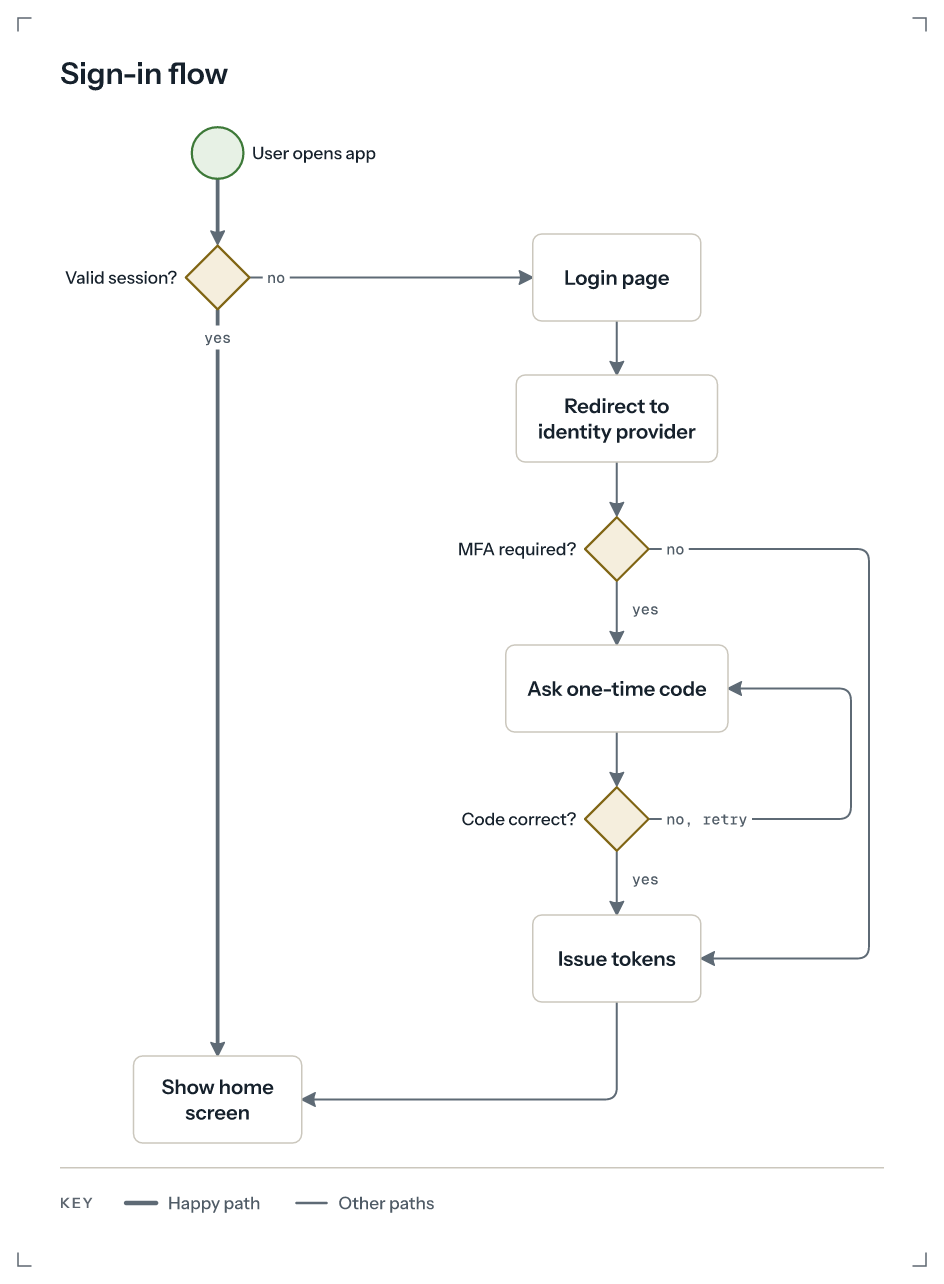 Sign-in flow
User opens app
Valid session?
no
Login page
yes
Redirect to
identity provider
MFA required?
no
yes
Ask one-time code
Code correct?
no, retry
yes
Issue tokens
Show home
screen
KEY
Happy path
Other paths